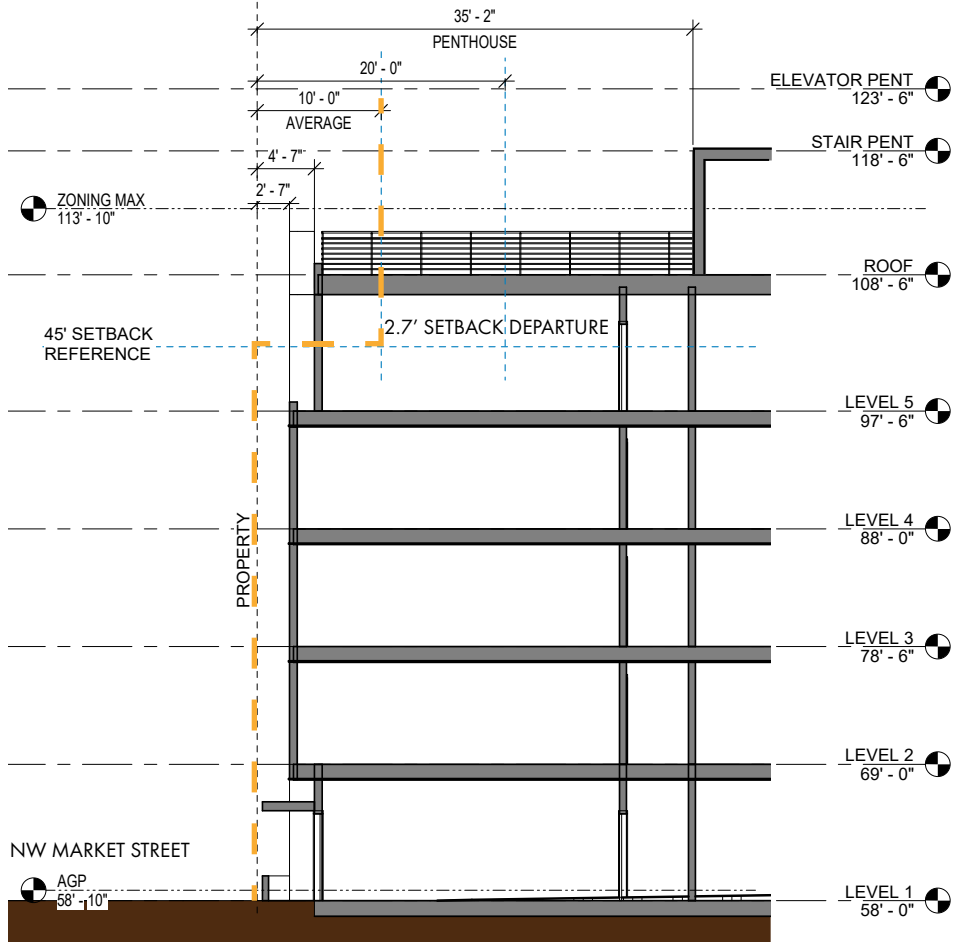 35' - 2"
PENTHOUSE
20' - 0"
ELEVATOR PENT
123' - 6"
10' - 0"
AVERAGE
STAIR PENT
118' - 6"
4' - 7"
2' - 7"
ZONING MAX
113' - 10"
ROOF
108' - 6"
2.7' SETBACK DEPARTURE
45' SETBACK
REFERENCE
LEVEL 5
97' - 6"
PROPERTY
LEVEL 4
88' - 0"
LEVEL 3
78' - 6"
LEVEL 2
69' - 0"
NW MARKET STREET
AGP
58' - 10"
LEVEL 1
58' - 0"